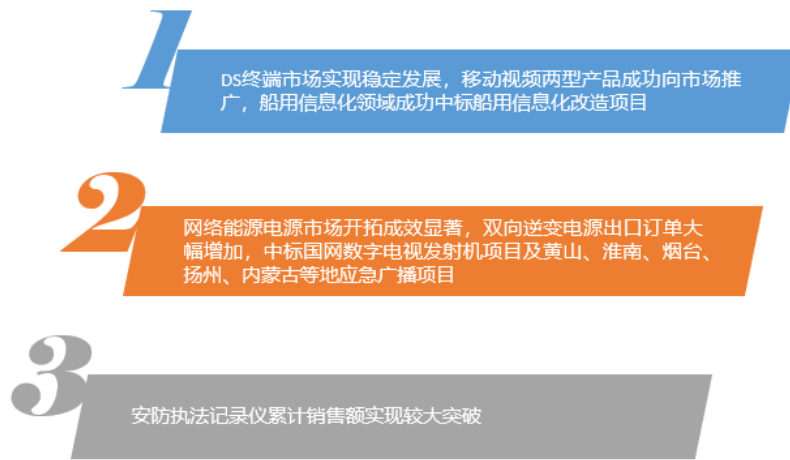 1
DS终端市场实现稳定发展，移动视频两型产品成功向市场推
广，船用信息化领域成功中标船用信息化改造项目
2
网络能源电源市场开拓成效显著，双向逆变电源出口订单大
幅增加，中标国网数字电视发射机项目及黄山、淮南、烟台、
扬州、内蒙古等地应急广播项目
3
安防执法记录仪累计销售额实现较大突破